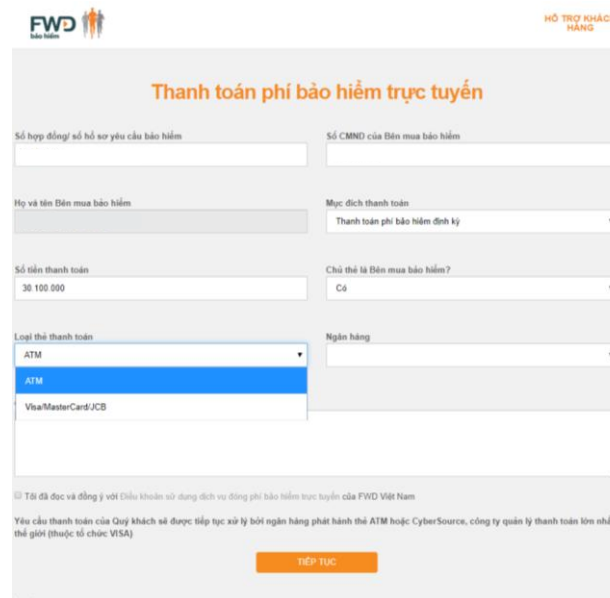 FWD
bảo hiểm
HỖ TRỢ KHÁC
HÀNG
Thanh toán phí bảo hiểm trực tuyến
Số hợp đồng/ số hồ sơ yêu cầu bảo hiểm
Số CMND của Bên mua bảo hiểm
Họ và tên Bên mua bảo hiểm
Mục đích thanh toán
Thanh toán phí bảo hiểm định kỳ
Số tiền thanh toán
Chủ thẻ là Bên mua bảo hiểm?
30.100.000
Có
Loại thẻ thanh toán
Ngân hàng
ATM
ATM
Visa/MasterCard/JCB
Tôi đã đọc và đồng ý với Điều khoản sử dụng dịch vụ đóng phí bảo hiểm trực tuyến của FWD Việt Nam
Yêu cầu thanh toán của Quý khách sẽ được tiếp tục xử lý bởi ngân hàng phát hành thẻ ATM hoặc CyberSource, công ty quản lý thanh toán lớn nhấ
thế giới (thuộc tổ chức VISA)
TIẾP TỤC